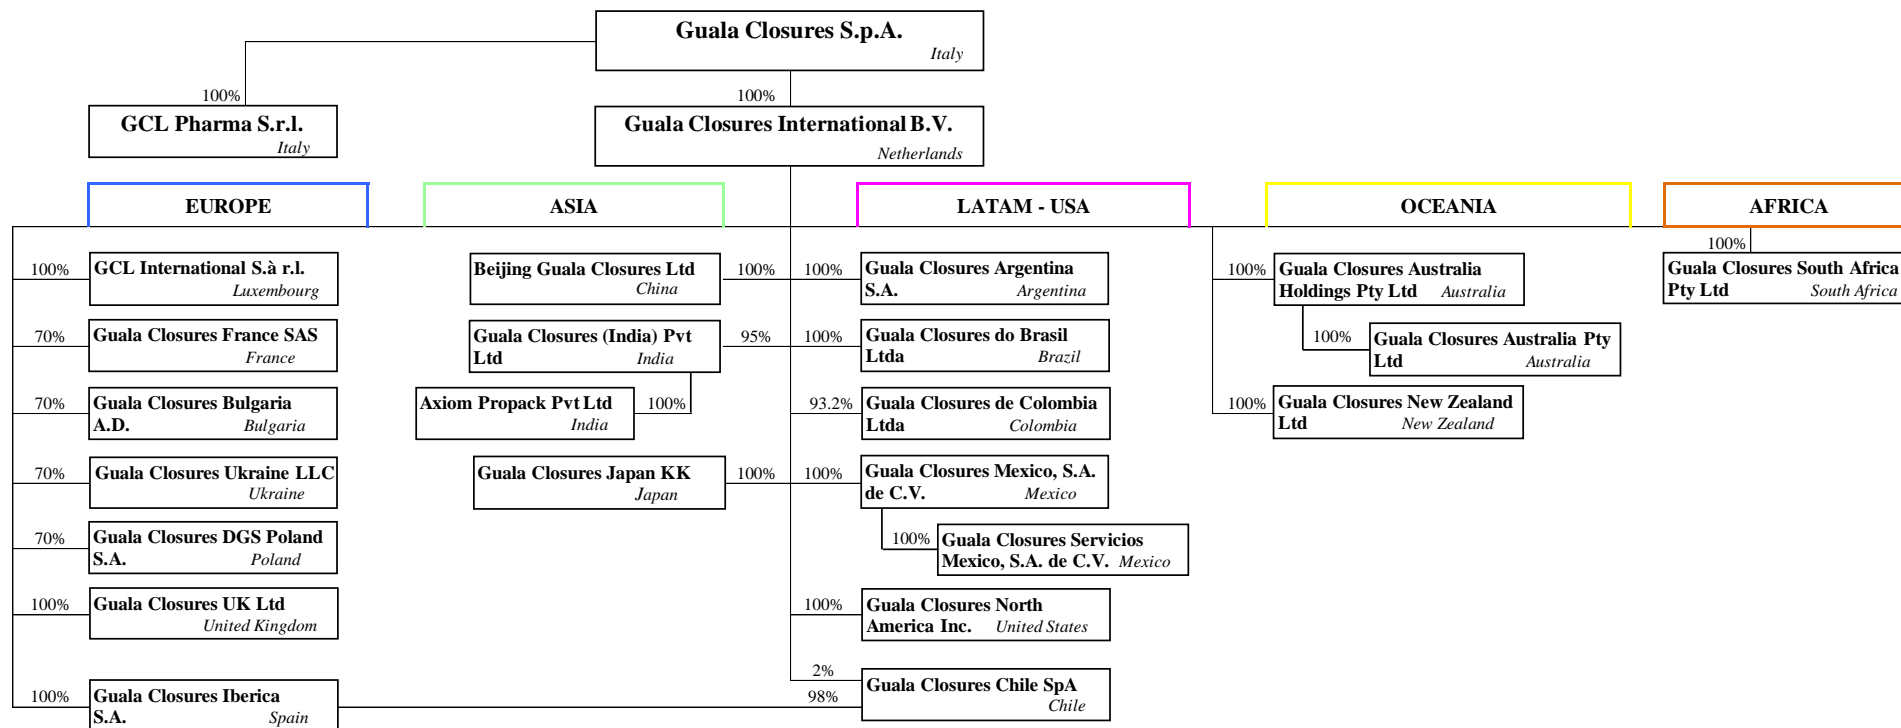 Guala Closures S.p.A.
Italy
100%
100%
GCL Pharma S.r.l.
Italy
Guala Closures International B.V.
Netherlands
EUROPE
ASIA
LATAM - USA
OCEANIA
AFRICA
100%
GCL International S.à r.l.
Luxembourg
70%
Guala Closures France SAS
France
70%
Guala Closures Bulgaria
A.D. Bulgaria
70%
Guala Closures Ukraine LLC
Ukraine
70%
Guala Closures DGS Poland
S.A. Poland
100%
Guala Closures UK Ltd
United Kingdom
100%
Guala Closures Iberica
S.A. Spain
Beijing Guala Closures Ltd
China
100%
Guala Closures (India) Pvt
Ltd India
95%
Axiom Propack Pvt Ltd
India
100%
Guala Closures Japan KK
Japan
100%
100%
Guala Closures Argentina
S.A. Argentina
100%
Guala Closures do Brasil
Ltda Brazil
93.2%
Guala Closures de Colombia
Ltda Colombia
100%
Guala Closures Mexico, S.A.
de C.V. Mexico
100%
Guala Closures Servicios
Mexico, S.A. de C.V. Mexico
100%
Guala Closures North
America Inc. United States
2%
98%
Guala Closures Chile SpA
Chile
100%
Guala Closures Australia
Holdings Pty Ltd Australia
100%
Guala Closures Australia Pty
Ltd Australia
100%
Guala Closures New Zealand
Ltd New Zealand
100%
Guala Closures South Africa
Pty Ltd South Africa